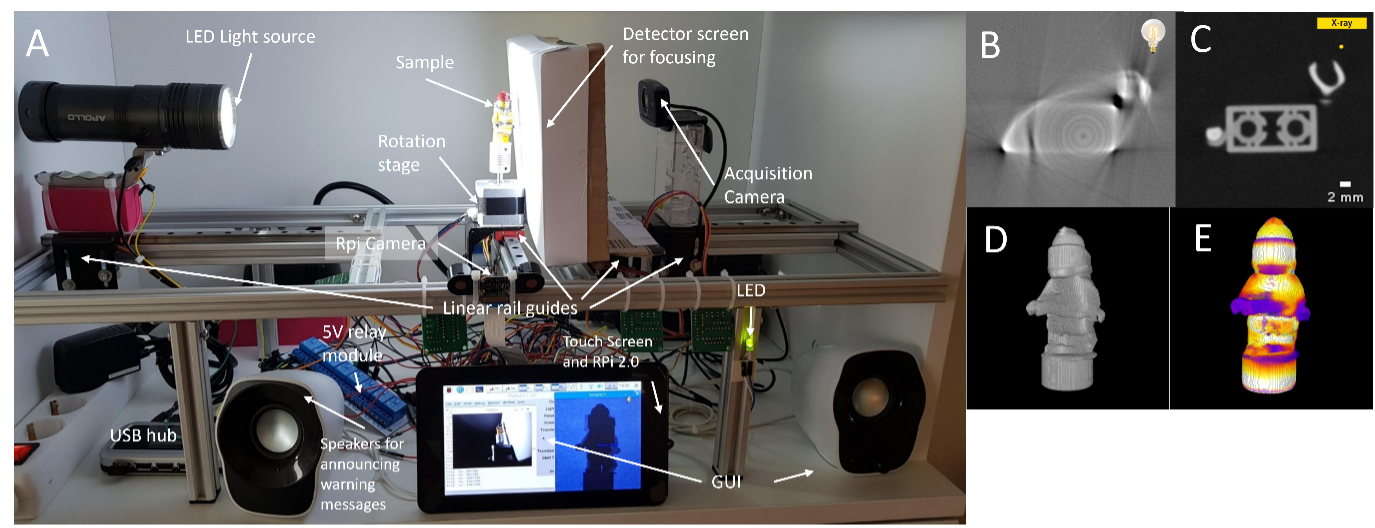 A
LED Light source
Sample
Detector screen
for focusing
APOLLO
Rotation
stage
Acquisition
Camera
Rpi Camera
Linear rail guides
LED
5V relay
module
Touch Screen
and RPi 2.0
USB hub
Speakers for
announcing
warning
messages
GUI
B
C
X-ray
2 mm
D
E